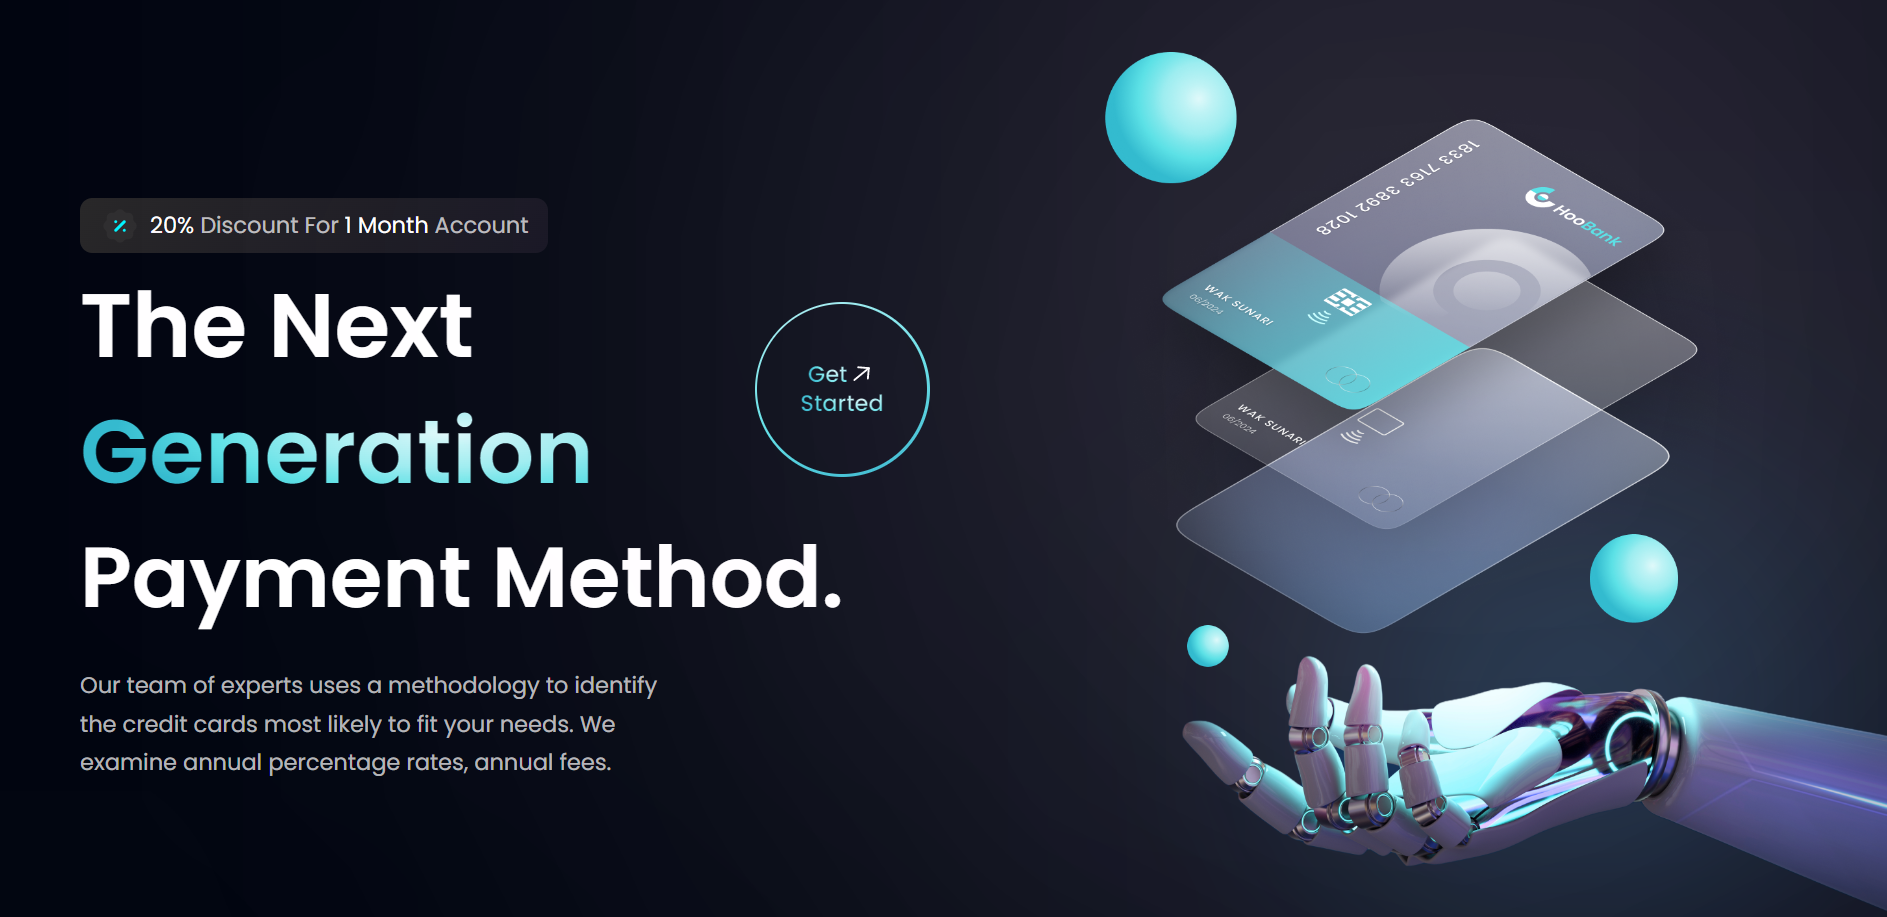 20% Discount For 1 Month Account
The Next
Generation
Payment Method.
Get
Started
Our team of experts uses a methodology to identify
the credit cards most likely to fit your needs. We
examine annual percentage rates, annual fees.
1833 7163 3892 1028
HooBank
WAK SUNARI
06/2024
WAK SUNARI
06/2024